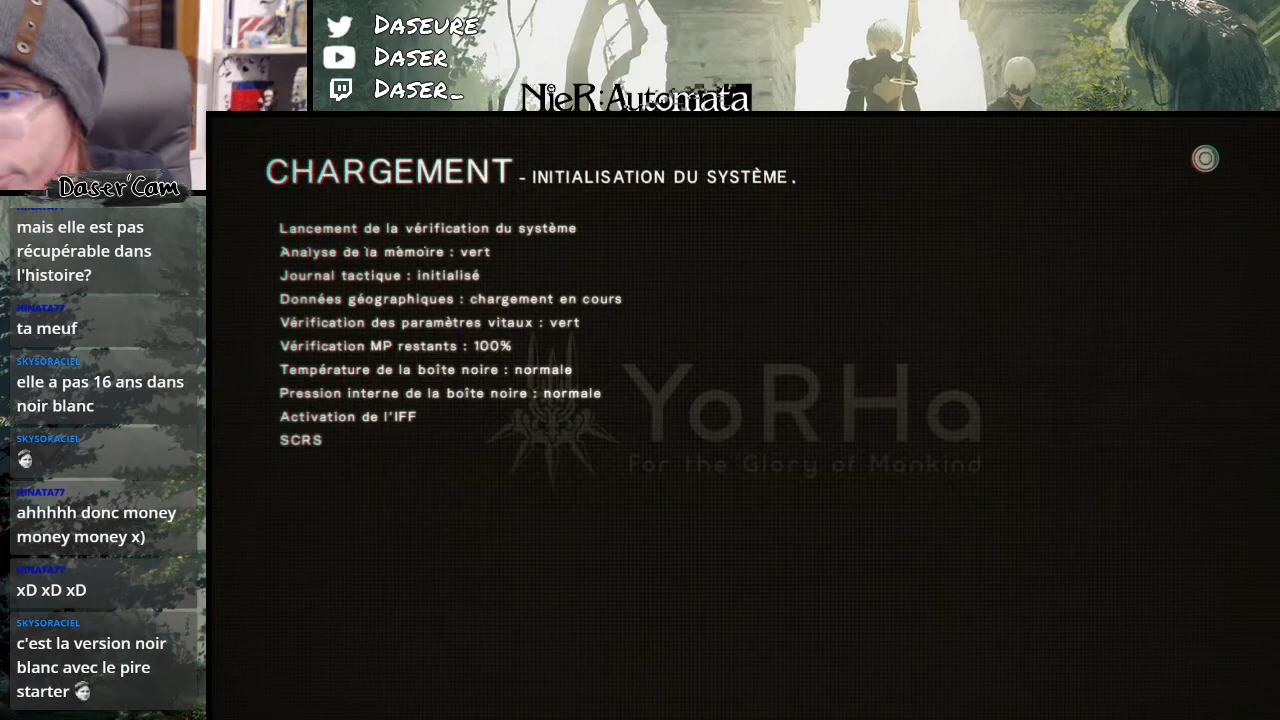 Daseure
Daser
Daser_
NieR:Automata
Daser'Cam
HINATA77
mais elle est pas
récupérable dans
l'histoire?
HINATA77
ta meuf
SKYSORACIEL
elle a pas 16 ans dans
noir blanc
SKYSORACIEL
HINATA77
ahhhhh donc money
money money x)
HINATA77
xD xD xD
SKYSORACIEL
c'est la version noir
blanc avec le pire
starter
CHARGEMENT - INITIALISATION DU SYSTÈME.
Lancement de la vérification du système
Analyse de la mémoire : vert
Journal tactique : initialisé
Données géographiques : chargement en cours
Vérification des paramètres vitaux : vert
Vérification MP restants : 100%
Température de la boîte noire : normale
Pression interne de la boîte noire : normale
Activation de l'IFF
SCRS
YoRHa
For the Glory of Mankind